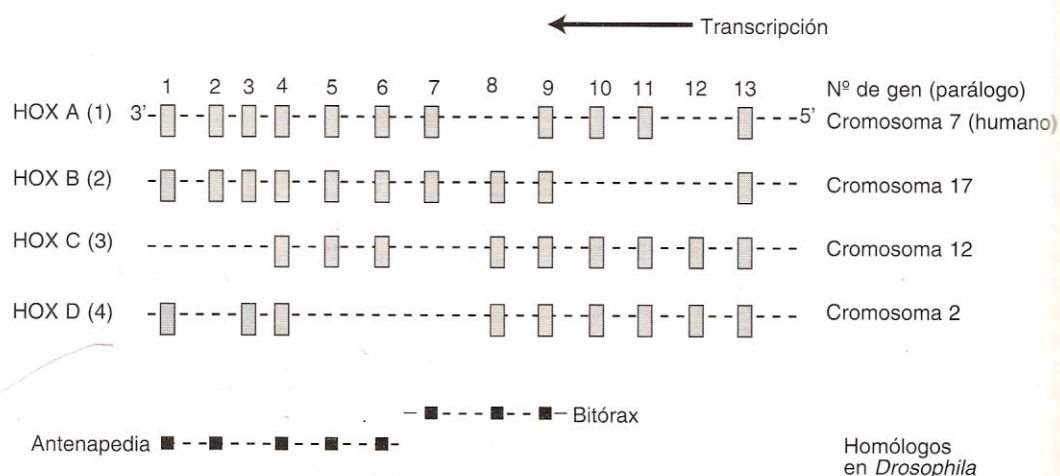 Transcripción
1 2 3 4 5 6 7 8 9 10 11 12 13 Nº de gen (parálogo)
HOX A (1) 3' 5' Cromosoma 7 (humano)
HOX B (2) Cromosoma 17
HOX C (3) Cromosoma 12
HOX D (4) Cromosoma 2
Bitórax
Antenapedia Homólogos
en Drosophila